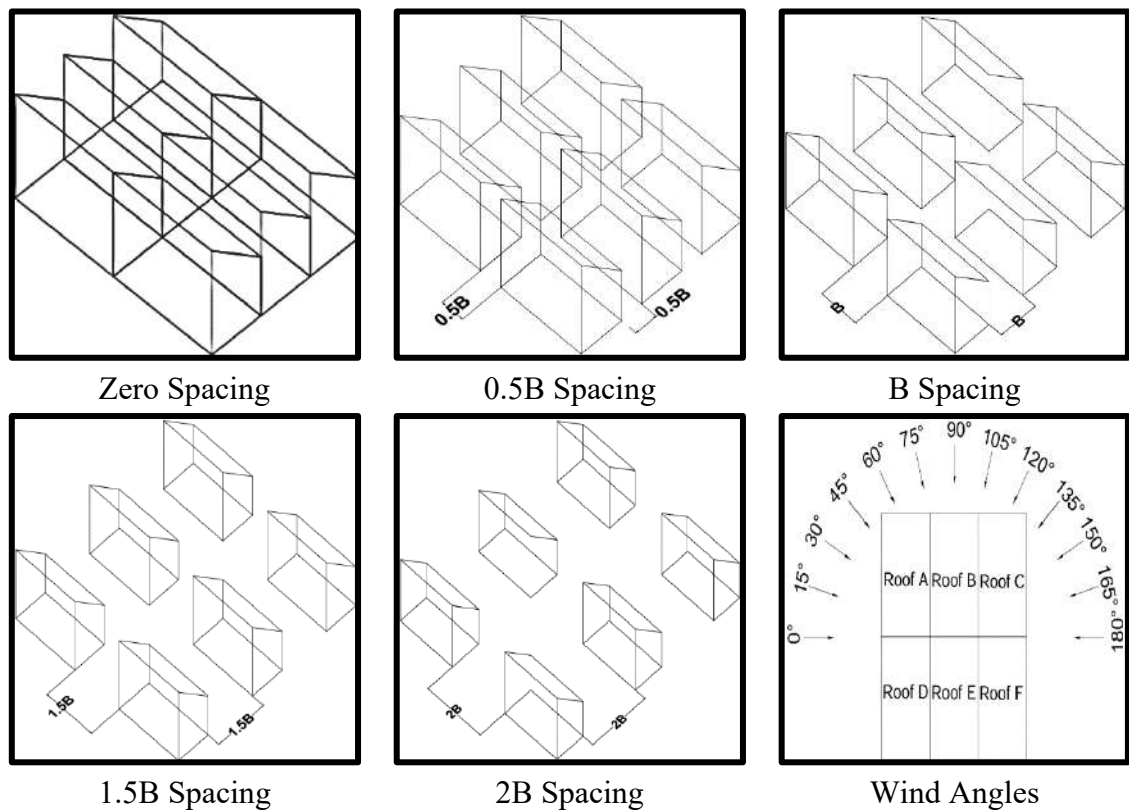 0.5B
0.5B
B
B
Zero Spacing
0.5B Spacing
B Spacing
1.5B
1.5B
2B
2B
0°
15°
30°
45°
60°
75°
90°
105°
120°
135°
150°
165°
180°
Roof A Roof B Roof C
Roof D Roof E Roof F
1.5B Spacing
2B Spacing
Wind Angles